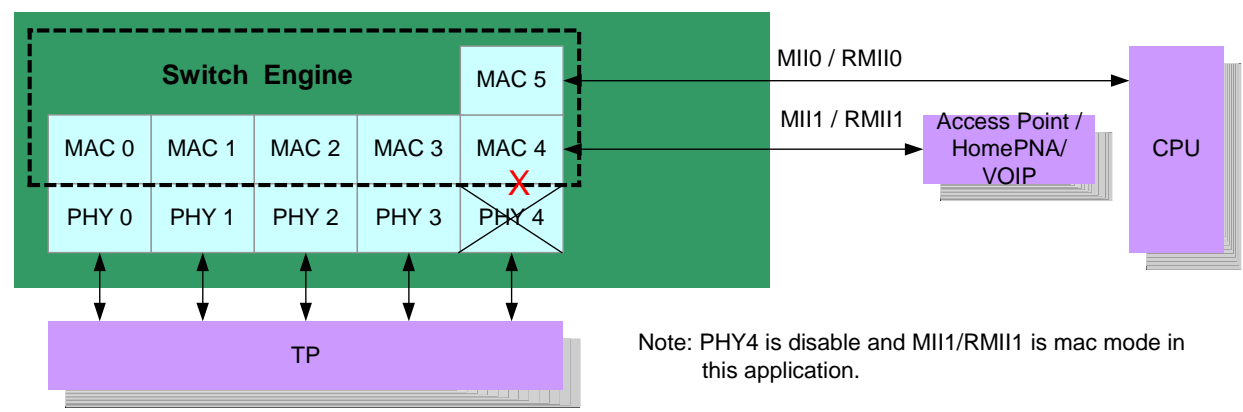 MII0 / RMII0
Switch Engine
MAC 5
MII1 / RMII1
MAC 0
MAC 1
MAC 2
MAC 3
MAC 4
Access Point /
HomePNA/
VOIP
CPU
X
PHY 0
PHY 1
PHY 2
PHY 3
PHY 4
TP
Note: PHY4 is disable and MII1/RMII1 is mac mode in
this application.